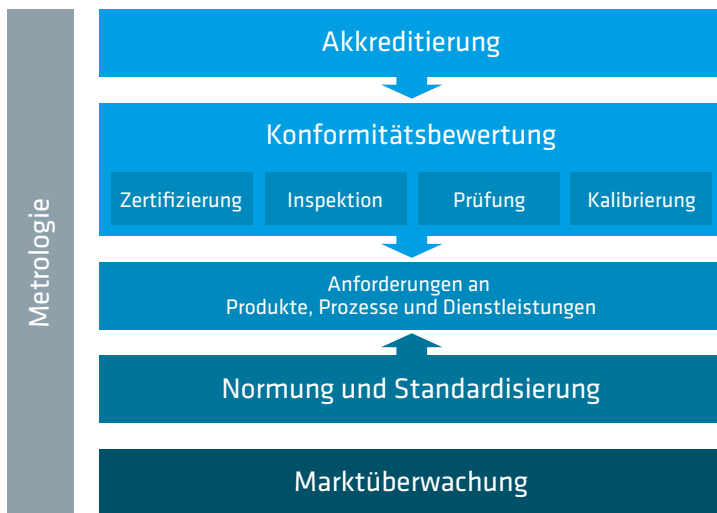 Metrologie
Akkreditierung
Konformitätsbewertung
Zertifizierung
Inspektion
Prüfung
Kalibrierung
Anforderungen an
Produkte, Prozesse und Dienstleistungen
Normung und Standardisierung
Marktüberwachung